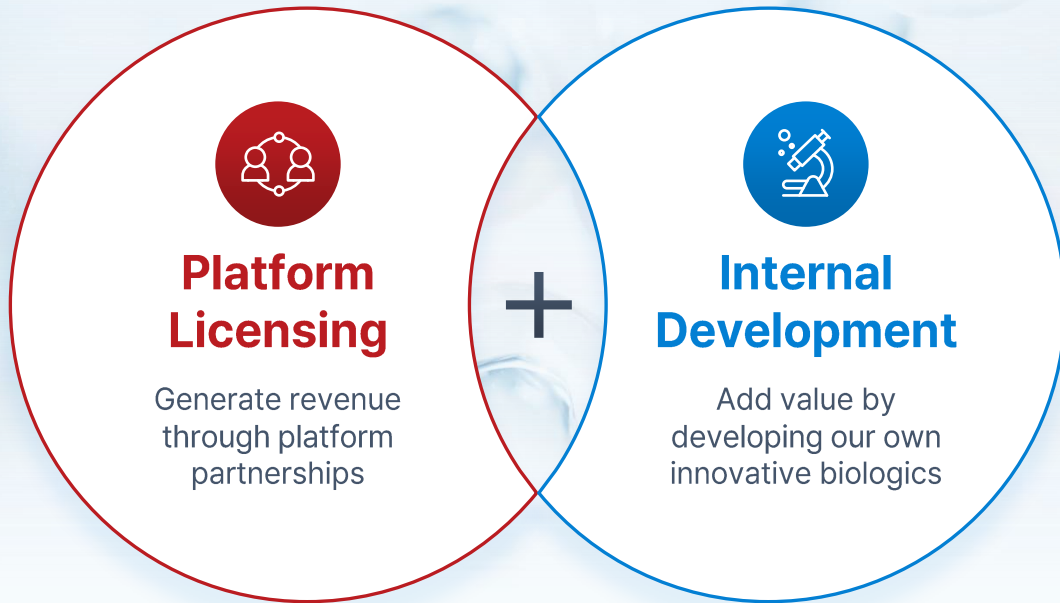 Platform
Licensing
Generate revenue
through platform
partnerships
+
Internal
Development
Add value by
developing our own
innovative biologics